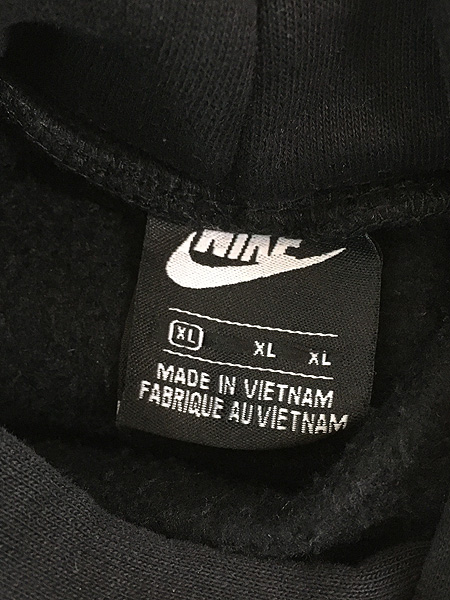 NIKE
XL XL XL
MADE IN VIETNAM
FABRIQUE AU VIETNAM